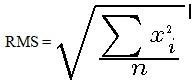 RMS = √(∑x_i²/n)